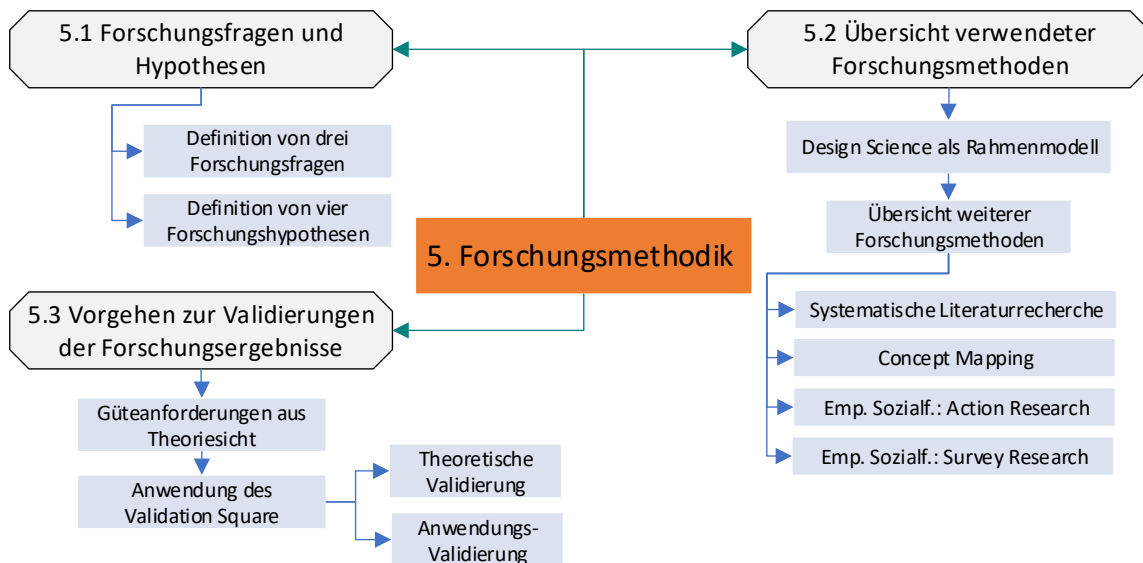 5.1 Forschungsfragen und
Hypothesen
Definition von drei
Forschungsfragen
Definition von vier
Forschungshypothesen
5.2 Übersicht verwendeter
Forschungsmethoden
Design Science als Rahmenmodell
Übersicht weiterer
Forschungsmethoden
Systematische Literaturrecherche
Concept Mapping
Emp. Sozialf.: Action Research
Emp. Sozialf.: Survey Research
5. Forschungsmethodik
5.3 Vorgehen zur Validierungen
der Forschungsergebnisse
Güteanforderungen aus
Theoriesicht
Anwendung des
Validation Square
Theoretische
Validierung
Anwendungs-
Validierung